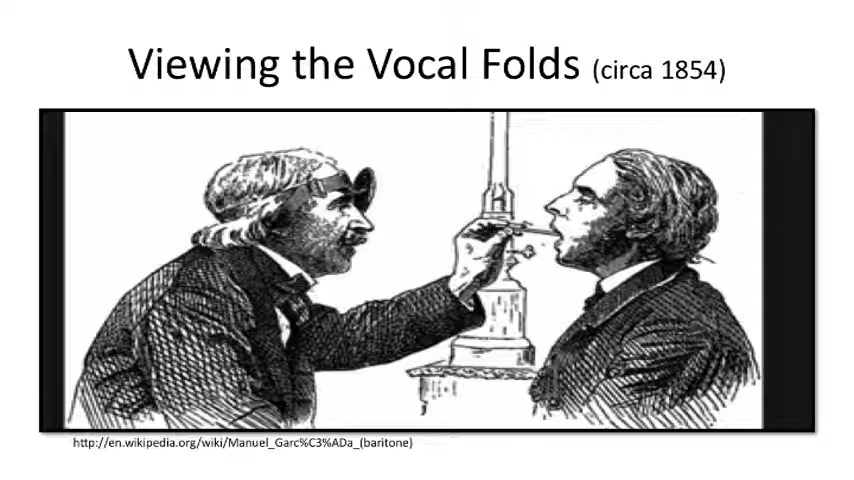 Viewing the Vocal Folds (circa 1854)
http://en.wikipedia.org/wiki/Manuel_Garc%C3%ADa_(baritone)